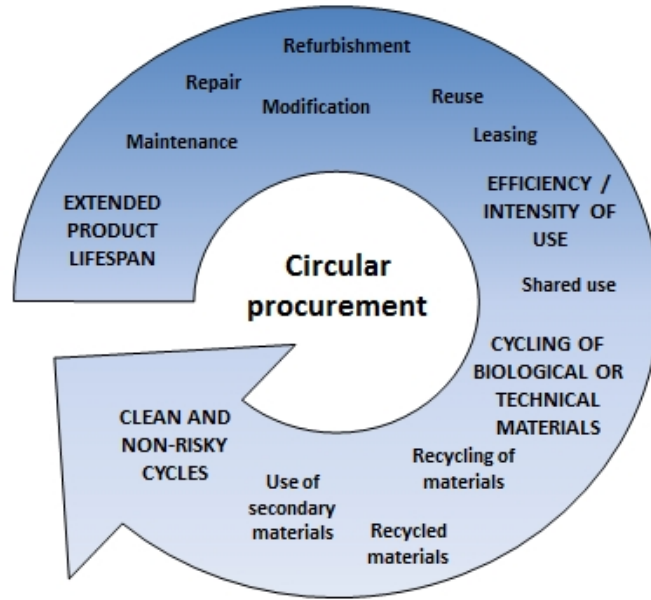 Refurbishment
Repair
Modification
Reuse
Maintenance
Leasing
EXTENDED
PRODUCT
LIFESPAN
EFFICIENCY /
INTENSITY OF
USE
Circular
procurement
Shared use
CYCLING OF
BIOLOGICAL OR
TECHNICAL
MATERIALS
CLEAN AND
NON-RISKY
CYCLES
Recycling of
materials
Use of
secondary
materials
Recycled
materials